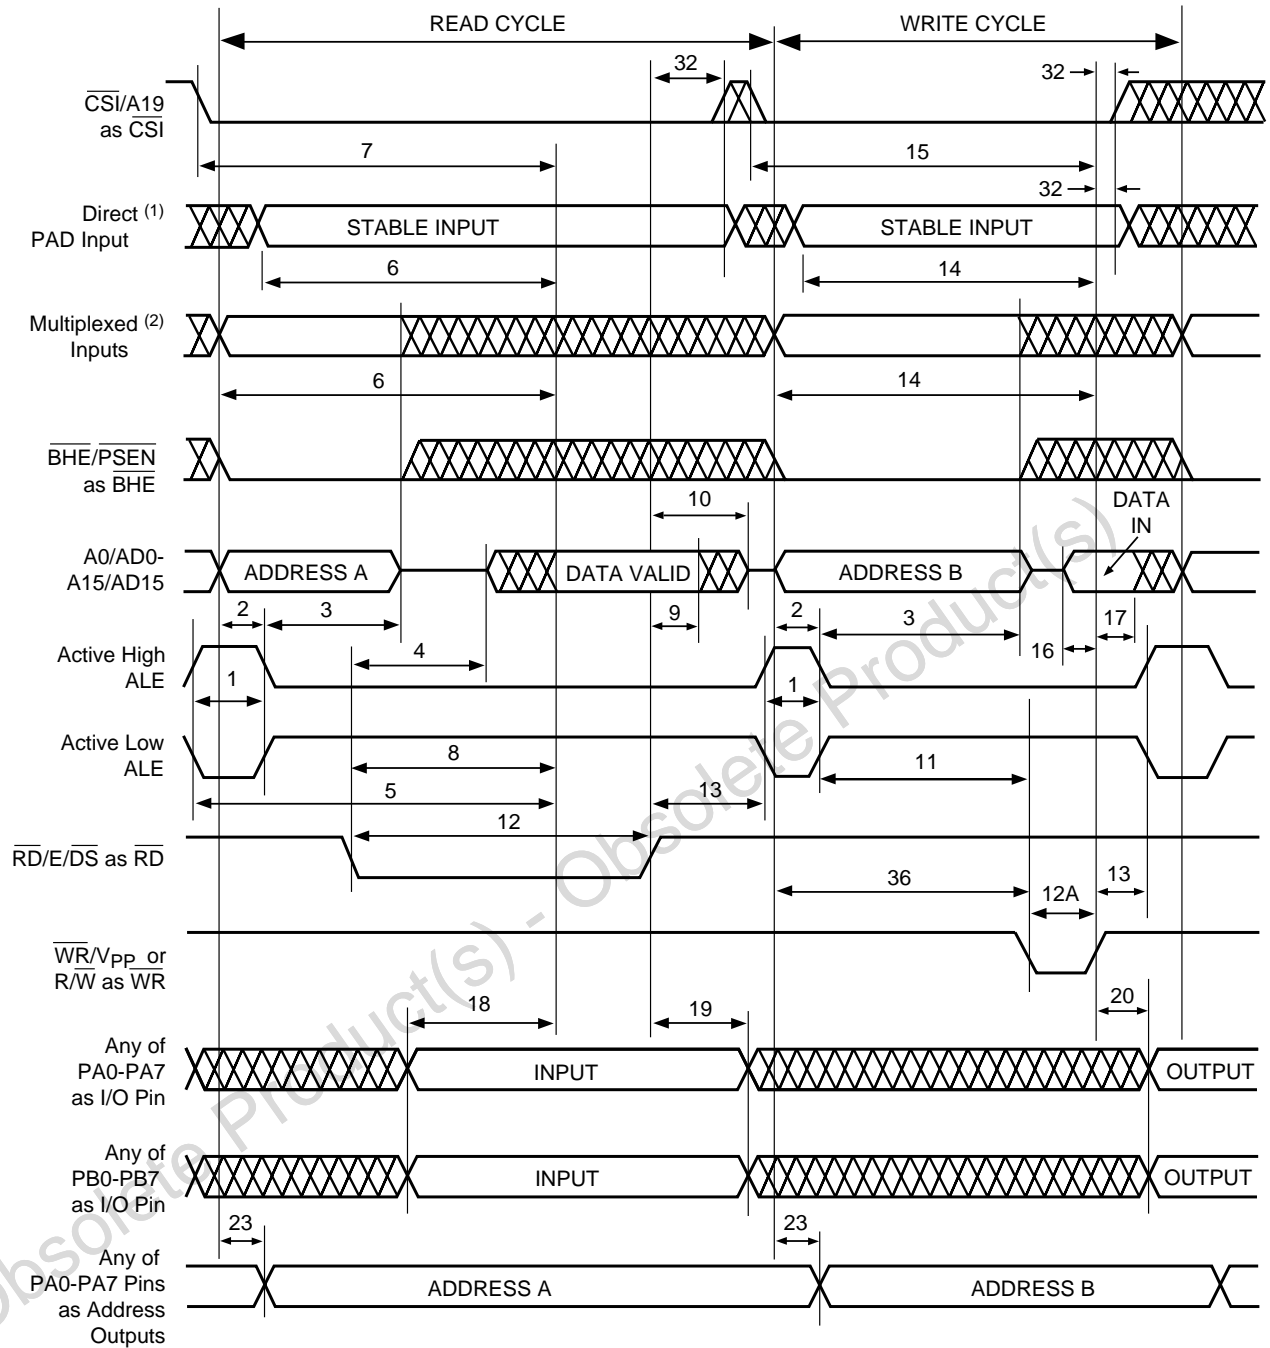 READ CYCLE
WRITE CYCLE
32
32
CSI/A19
as CSI
7
15
32
Direct (1)
PAD Input
STABLE INPUT
STABLE INPUT
6
14
Multiplexed (2)
Inputs
6
14
BHE/PSEN
as BHE
10
DATA
IN
A0/AD0-
A15/AD15
ADDRESS A
DATA VALID
ADDRESS B
2
3
9
2
3
17
4
16
Active High
ALE
1
1
Active Low
ALE
8
11
5
13
12
RD/E/DS as RD
36
12A
13
WR/VPP or
R/W as WR
18
19
20
Any of
PA0-PA7
as I/O Pin
INPUT
OUTPUT
Any of
PB0-PB7
as I/O Pin
INPUT
OUTPUT
23
23
Any of
PA0-PA7 Pins
as Address
Outputs
ADDRESS A
ADDRESS B
Obsolete Product(s) - Obsolete Product(s)